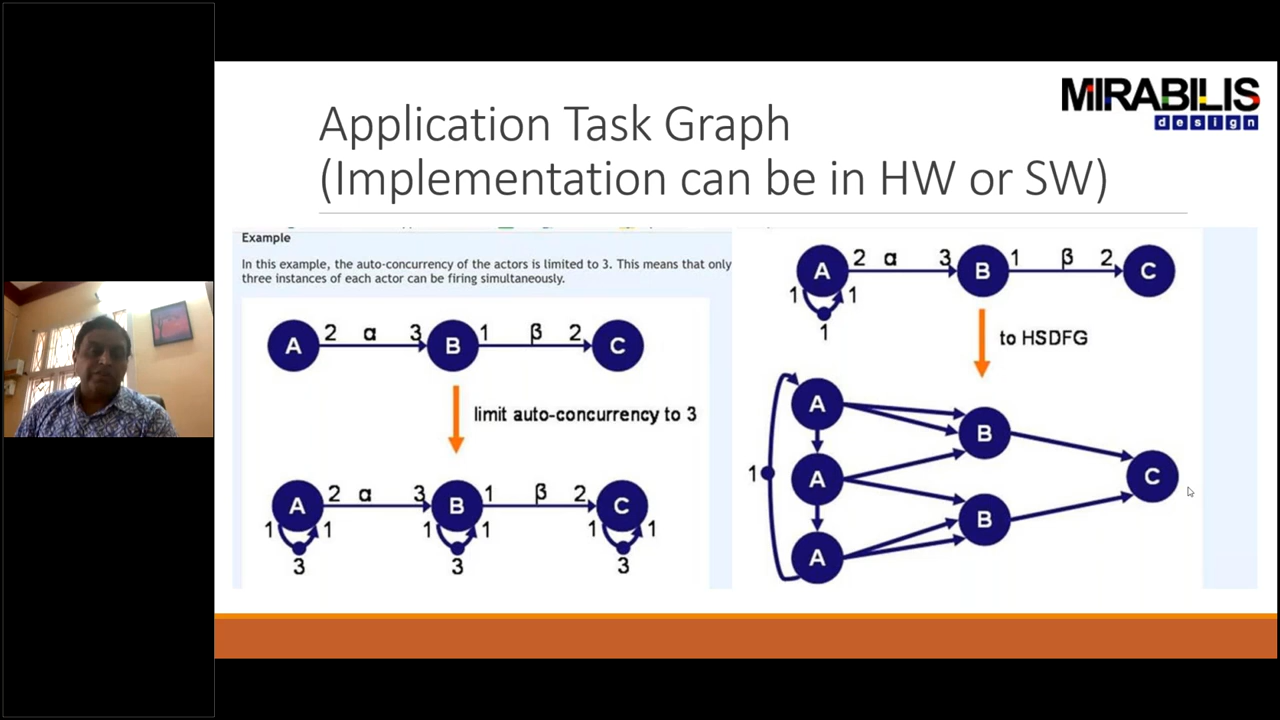 MIRABILIS
design
Application Task Graph
(Implementation can be in HW or SW)
Example
In this example, the auto-concurrency of the actors is limited to 3. This means that only
three instances of each actor can be firing simultaneously.
A 2 α 3 B 1 β 2 C
limit auto-concurrency to 3
A 2 α 3 B 1 β 2 C
1 1 1 1 1 1
3 3 3
A 2 α 3 B 1 β 2 C
1 1
1
to HSDFG
A
B
1 A C
B
A